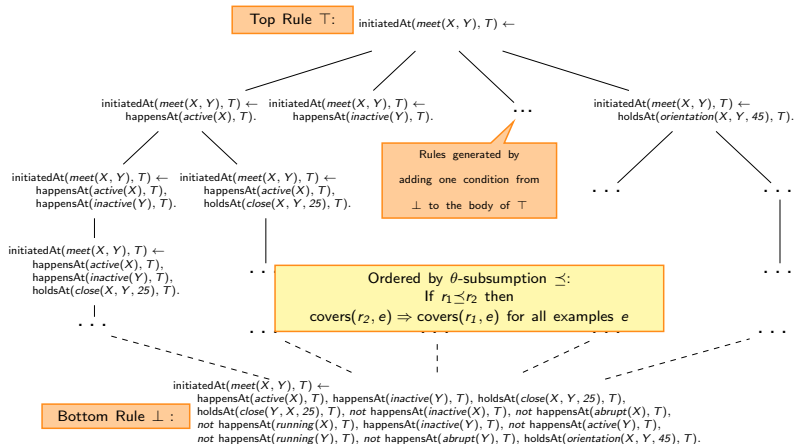 Top Rule ⊤:
initiatedAt(meet(X, Y), T) ←
initiatedAt(meet(X, Y), T) ←
happensAt(active(X), T).
initiatedAt(meet(X, Y), T) ←
happensAt(inactive(Y), T).
...
initiatedAt(meet(X, Y), T) ←
holdsAt(orientation(X, Y, 45), T).
Rules generated by
adding one condition from
⊥ to the body of ⊤
initiatedAt(meet(X, Y), T) ←
happensAt(active(X), T),
happensAt(inactive(Y), T).
initiatedAt(meet(X, Y), T) ←
happensAt(active(X), T),
holdsAt(close(X, Y, 25), T).
...
...
initiatedAt(meet(X, Y), T) ←
happensAt(active(X), T),
happensAt(inactive(Y), T),
holdsAt(close(X, Y, 25), T).
...
...
Ordered by θ-subsumption ⪯:
If r₁⪯r₂ then
covers(r₂, e) ⇒ covers(r₁, e) for all examples e
...
...
...
...
...
Bottom Rule ⊥ :
initiatedAt(meet(X, Y), T) ←
happensAt(active(X), T), happensAt(inactive(Y), T), holdsAt(close(X, Y, 25), T),
holdsAt(close(Y, X, 25), T), not happensAt(inactive(X), T), not happensAt(abrupt(X), T),
not happensAt(running(X), T), happensAt(inactive(Y), T), not happensAt(active(Y), T),
not happensAt(running(Y), T), not happensAt(abrupt(Y), T), holdsAt(orientation(X, Y, 45), T).